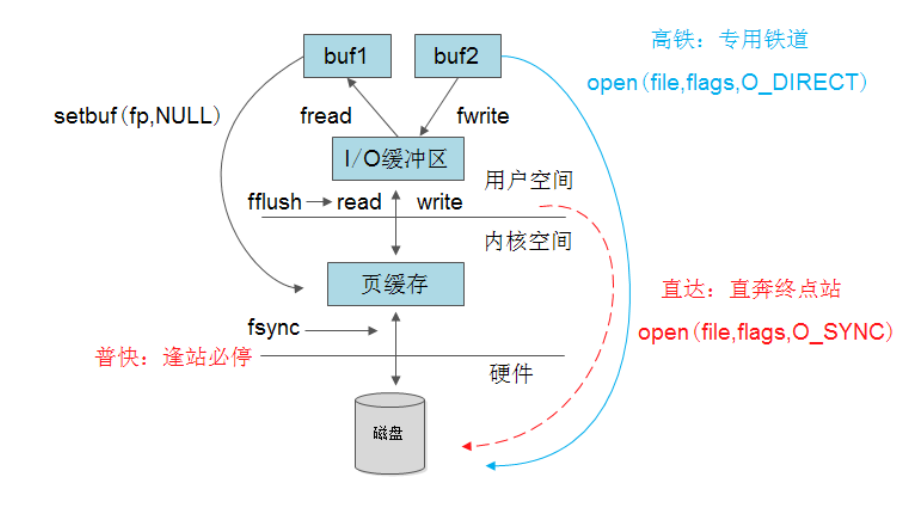 buf1
buf2
高铁：专用铁道
open(file,flags,O_DIRECT)
setbuf(fp,NULL)
fread
fwrite
I/O缓冲区
用户空间
fflush
read
write
内核空间
页缓存
直达：直奔终点站
open(file,flags,O_SYNC)
fsync
普快：逢站必停
硬件
磁盘